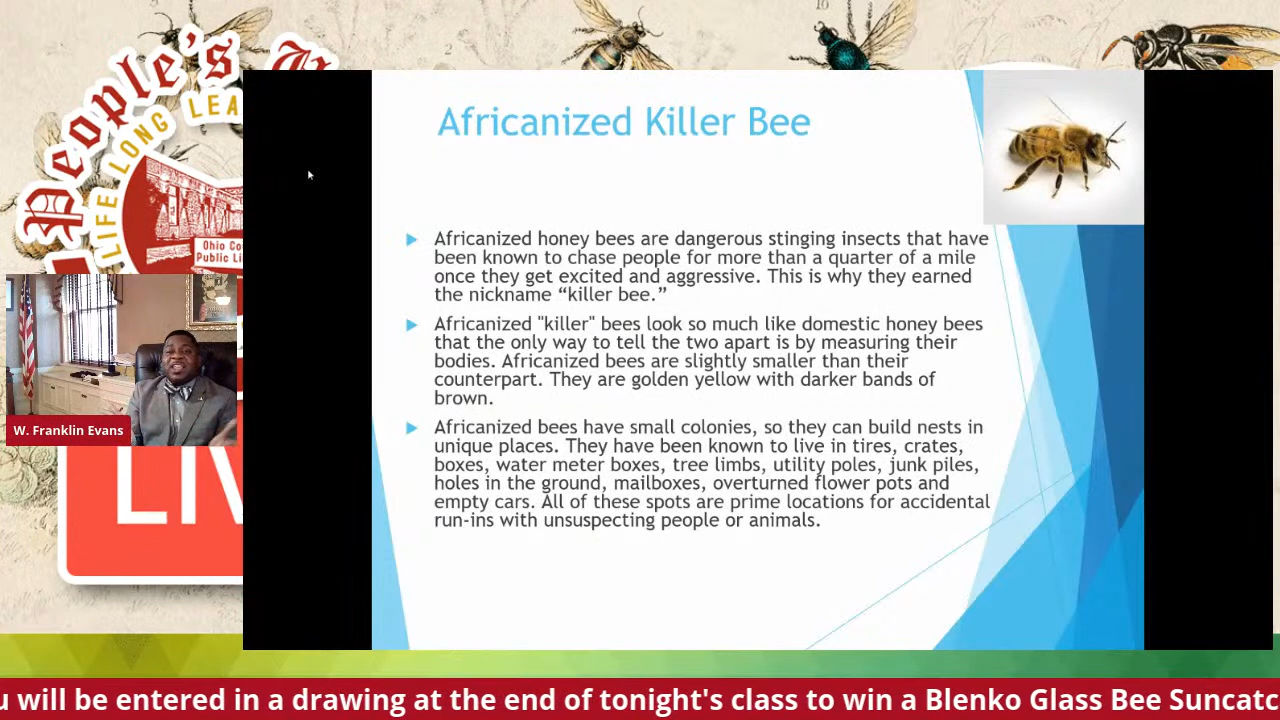 10
2
People's U
LIFE LONG LEA
Ohio Co
Public Li
LIV
W. Franklin Evans
Africanized Killer Bee
Africanized honey bees are dangerous stinging insects that have
been known to chase people for more than a quarter of a mile
once they get excited and aggressive. This is why they earned
the nickname “killer bee.”
Africanized "killer" bees look so much like domestic honey bees
that the only way to tell the two apart is by measuring their
bodies. Africanized bees are slightly smaller than their
counterpart. They are golden yellow with darker bands of
brown.
Africanized bees have small colonies, so they can build nests in
unique places. They have been known to live in tires, crates,
boxes, water meter boxes, tree limbs, utility poles, junk piles,
holes in the ground, mailboxes, overturned flower pots and
empty cars. All of these spots are prime locations for accidental
run-ins with unsuspecting people or animals.
u will be entered in a drawing at the end of tonight's class to win a Blenko Glass Bee Suncatc